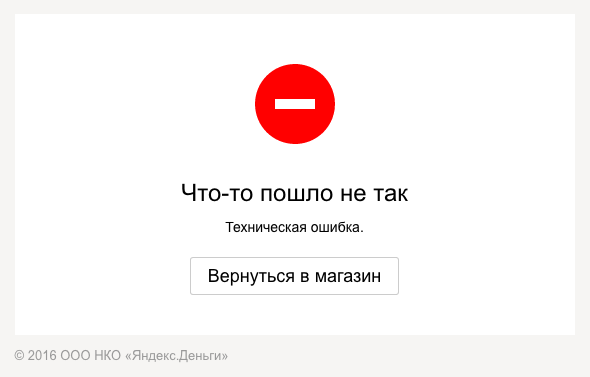 Что-то пошло не так
Техническая ошибка.
Вернуться в магазин
© 2016 ООО НКО «Яндекс.Деньги»